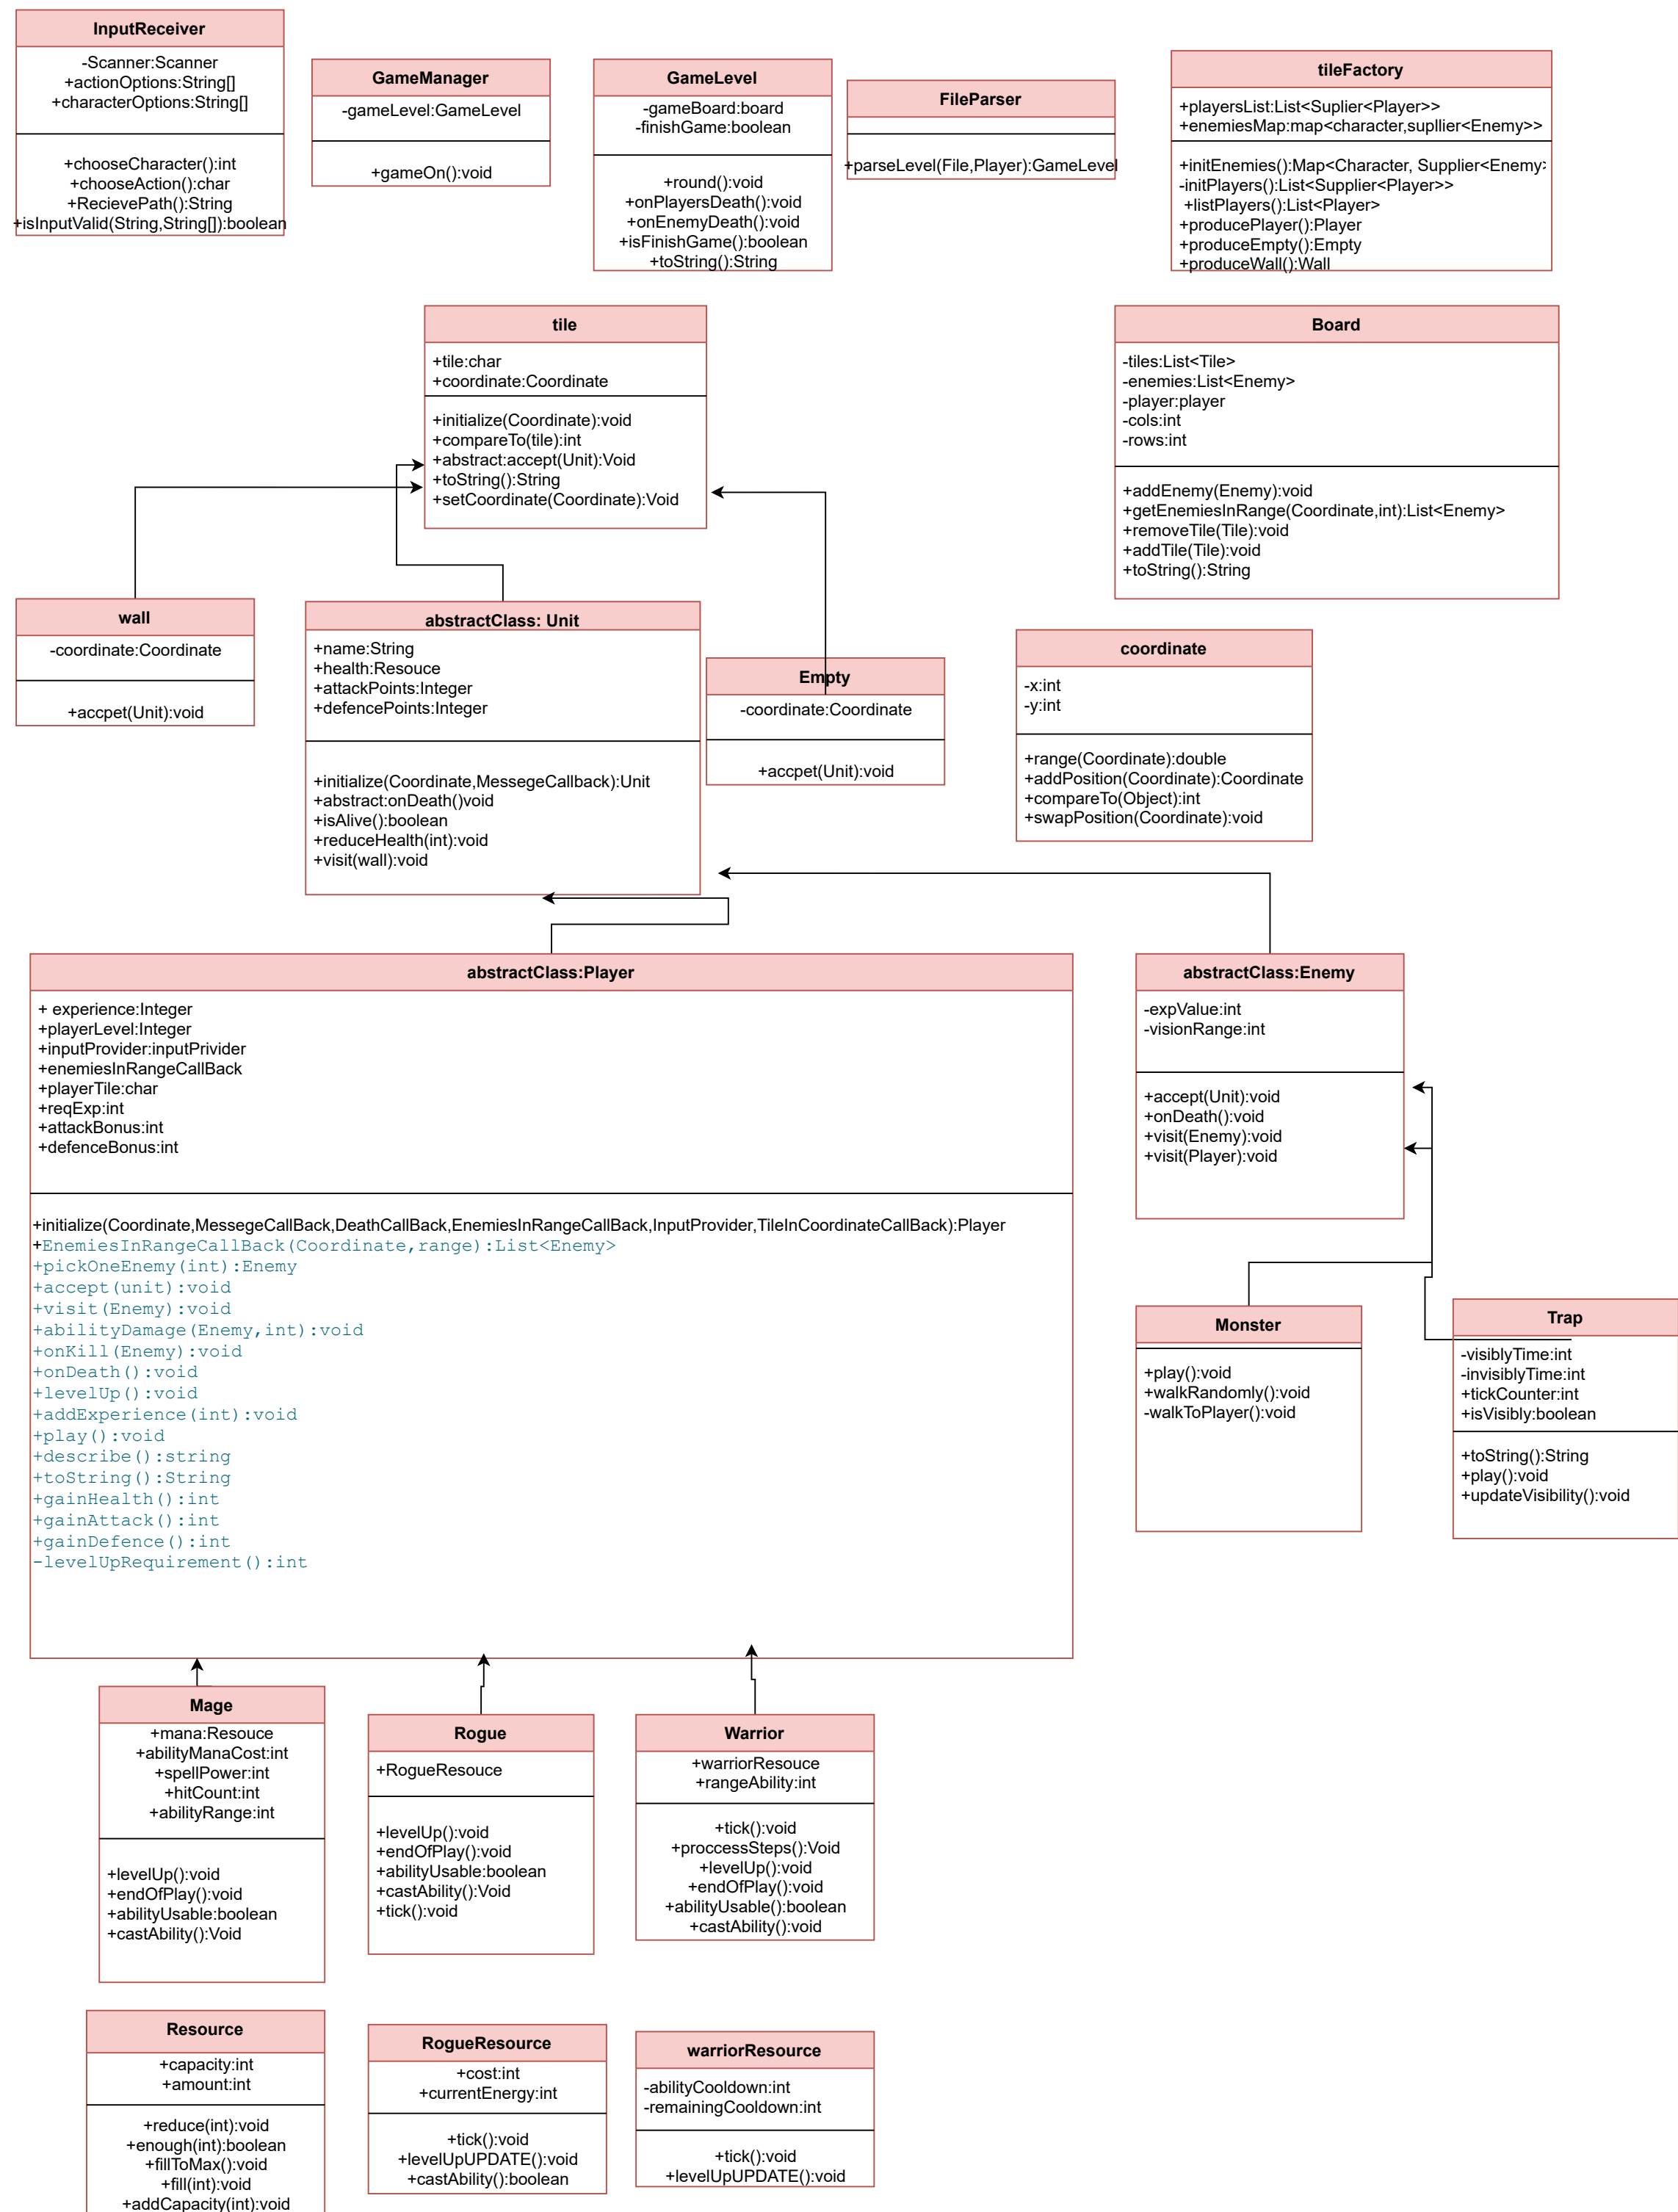 InputReceiver
-Scanner:Scanner
+actionOptions:String[]
+characterOptions:String[]
+chooseCharacter():int
+chooseAction():char
+RecievePath():String
+isInputValid(String,String[]):boolean
GameManager
-gameLevel:GameLevel
+gameOn():void
GameLevel
-gameBoard:board
-finishGame:boolean
+round():void
+onPlayersDeath():void
+onEnemyDeath():void
+isFinishGame():boolean
+toString():String
FileParser
+parseLevel(File,Player):GameLevel
tileFactory
+playersList:List<Suplier<Player>>
+enemiesMap:map<character,supllier<Enemy>>
+initEnemies():Map<Character, Supplier<Enemy>
-initPlayers():List<Supplier<Player>>
+listPlayers():List<Player>
+producePlayer():Player
+produceEmpty():Empty
+produceWall():Wall
tile
+tile:char
+coordinate:Coordinate
+initialize(Coordinate):void
+compareTo(tile):int
+abstract:accept(Unit):Void
+toString():String
+setCoordinate(Coordinate):Void
Board
-tiles:List<Tile>
-enemies:List<Enemy>
-player:player
-cols:int
-rows:int
+addEnemy(Enemy):void
+getEnemiesInRange(Coordinate,int):List<Enemy>
+removeTile(Tile):void
+addTile(Tile):void
+toString():String
wall
-coordinate:Coordinate
+accpet(Unit):void
abstractClass: Unit
+name:String
+health:Resouce
+attackPoints:Integer
+defencePoints:Integer
+initialize(Coordinate,MessegeCallback):Unit
+abstract:onDeath()void
+isAlive():boolean
+reduceHealth(int):void
+visit(wall):void
Empty
-coordinate:Coordinate
+accpet(Unit):void
coordinate
-x:int
-y:int
+range(Coordinate):double
+addPosition(Coordinate):Coordinate
+compareTo(Object):int
+swapPosition(Coordinate):void
abstractClass:Player
+ experience:Integer
+playerLevel:Integer
+inputProvider:inputPrivider
+enemiesInRangeCallBack
+playerTile:char
+reqExp:int
+attackBonus:int
+defenceBonus:int
+initialize(Coordinate,MessegeCallBack,DeathCallBack,EnemiesInRangeCallBack,InputProvider,TileInCoordinateCallBack):Player
+EnemiesInRangeCallBack(Coordinate,range):List<Enemy>
+pickOneEnemy(int):Enemy
+accept(unit):void
+visit(Enemy):void
+abilityDamage(Enemy,int):void
+onKill(Enemy):void
+onDeath():void
+levelUp():void
+addExperience(int):void
+play():void
+describe():string
+toString():String
+gainHealth():int
+gainAttack():int
+gainDefence():int
-levelUpRequirement():int
abstractClass:Enemy
-expValue:int
-visionRange:int
+accept(Unit):void
+onDeath():void
+visit(Enemy):void
+visit(Player):void
Monster
+play():void
+walkRandomly():void
-walkToPlayer():void
Trap
-visiblyTime:int
-invisiblyTime:int
+tickCounter:int
+isVisibly:boolean
+toString():String
+play():void
+updateVisibility():void
Mage
+mana:Resouce
+abilityManaCost:int
+spellPower:int
+hitCount:int
+abilityRange:int
+levelUp():void
+endOfPlay():void
+abilityUsable:boolean
+castAbility():Void
Rogue
+RogueResouce
+levelUp():void
+endOfPlay():void
+abilityUsable:boolean
+castAbility():Void
+tick():void
Warrior
+warriorResouce
+rangeAbility:int
+tick():void
+proccessSteps():Void
+levelUp():void
+endOfPlay():void
+abilityUsable():boolean
+castAbility():void
Resource
+capacity:int
+amount:int
+reduce(int):void
+enough(int):boolean
+fillToMax():void
+fill(int):void
+addCapacity(int):void
RogueResource
+cost:int
+currentEnergy:int
+tick():void
+levelUpUPDATE():void
+castAbility():boolean
warriorResource
-abilityCooldown:int
-remainingCooldown:int
+tick():void
+levelUpUPDATE():void